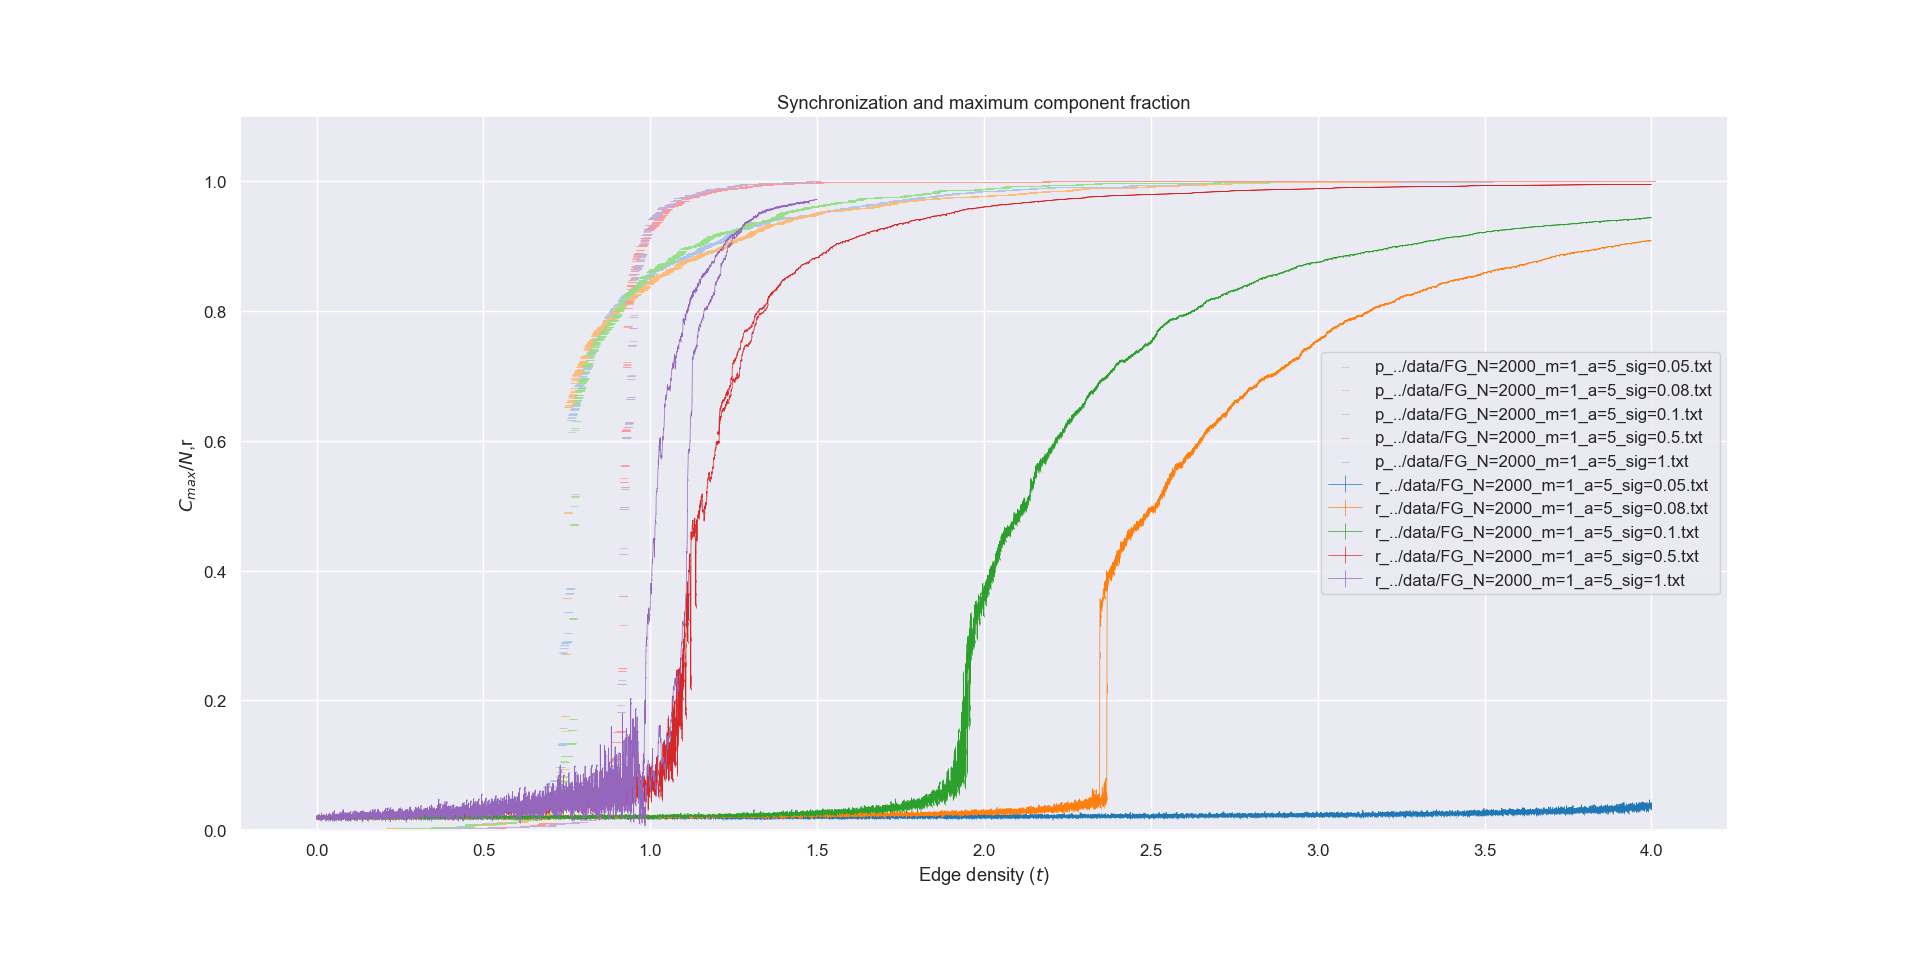 Synchronization and maximum component fraction
1.0
0.8
0.6
0.4
0.2
0.0
C_{max}/N,r
p_../data/FG_N=2000_m=1_a=5_sig=0.05.txt
p_../data/FG_N=2000_m=1_a=5_sig=0.08.txt
p_../data/FG_N=2000_m=1_a=5_sig=0.1.txt
p_../data/FG_N=2000_m=1_a=5_sig=0.5.txt
p_../data/FG_N=2000_m=1_a=5_sig=1.txt
r_../data/FG_N=2000_m=1_a=5_sig=0.05.txt
r_../data/FG_N=2000_m=1_a=5_sig=0.08.txt
r_../data/FG_N=2000_m=1_a=5_sig=0.1.txt
r_../data/FG_N=2000_m=1_a=5_sig=0.5.txt
r_../data/FG_N=2000_m=1_a=5_sig=1.txt
0.0 0.5 1.0 1.5 2.0 2.5 3.0 3.5 4.0
Edge density (t)